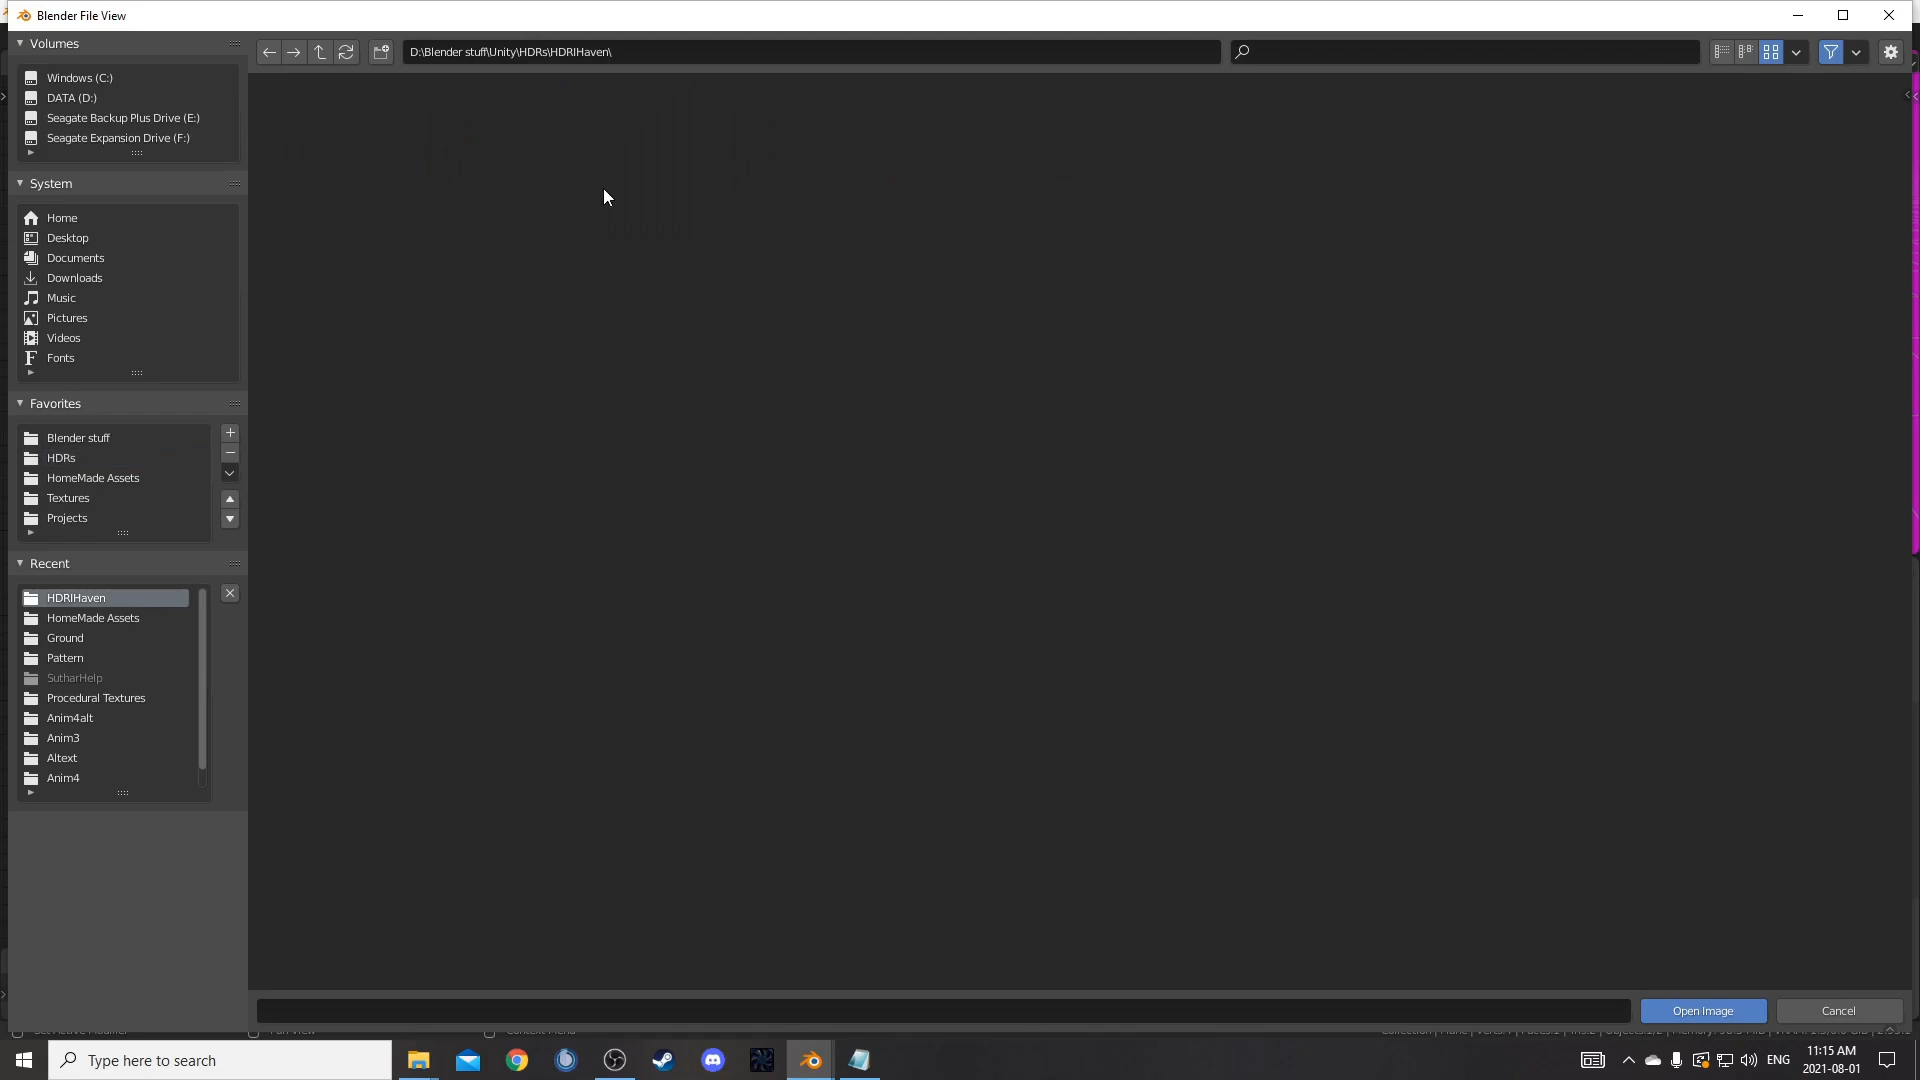 Blender File View
Volumes
D:\Blender stuff\Unity\HDRs\HDRIHaven\
Windows (C:)
DATA (D:)
Seagate Backup Plus Drive (E:)
Seagate Expansion Drive (F:)
System
Home
Desktop
Documents
Downloads
Music
Pictures
Videos
Fonts
Favorites
Blender stuff
HDRs
HomeMade Assets
Textures
Projects
Recent
HDRIHaven
HomeMade Assets
Ground
Pattern
SutharHelp
Procedural Textures
Anim4alt
Anim3
Altext
Anim4
Open Image
Cancel
Type here to search
ENG
11:15 AM
2021-08-01